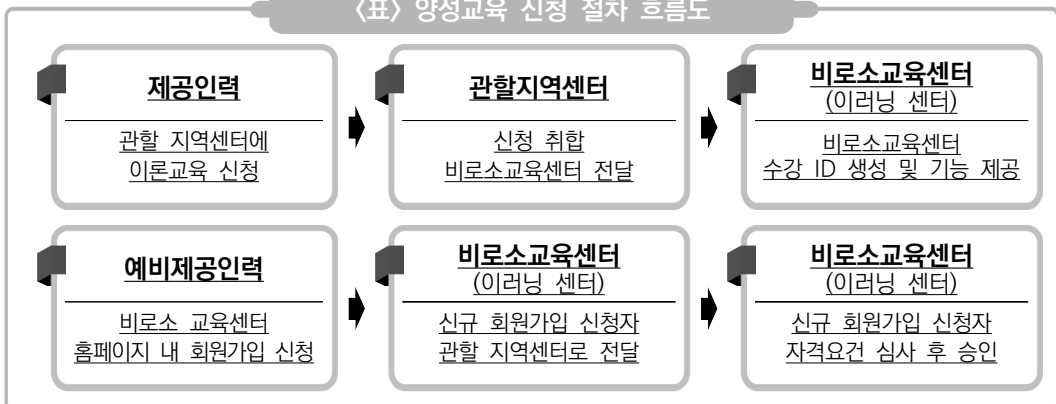 <표> 양성교육 신청 절차 흐름도
제공인력
관할 지역센터에
이론교육 신청
관할지역센터
신청 취합
비로소교육센터 전달
비로소교육센터
(이러닝 센터)
비로소교육센터
수강 ID 생성 및 기능 제공
예비제공인력
비로소 교육센터
홈페이지 내 회원가입 신청
비로소교육센터
(이러닝 센터)
신규 회원가입 신청자
관할 지역센터로 전달
비로소교육센터
(이러닝 센터)
신규 회원가입 신청자
자격요건 심사 후 승인